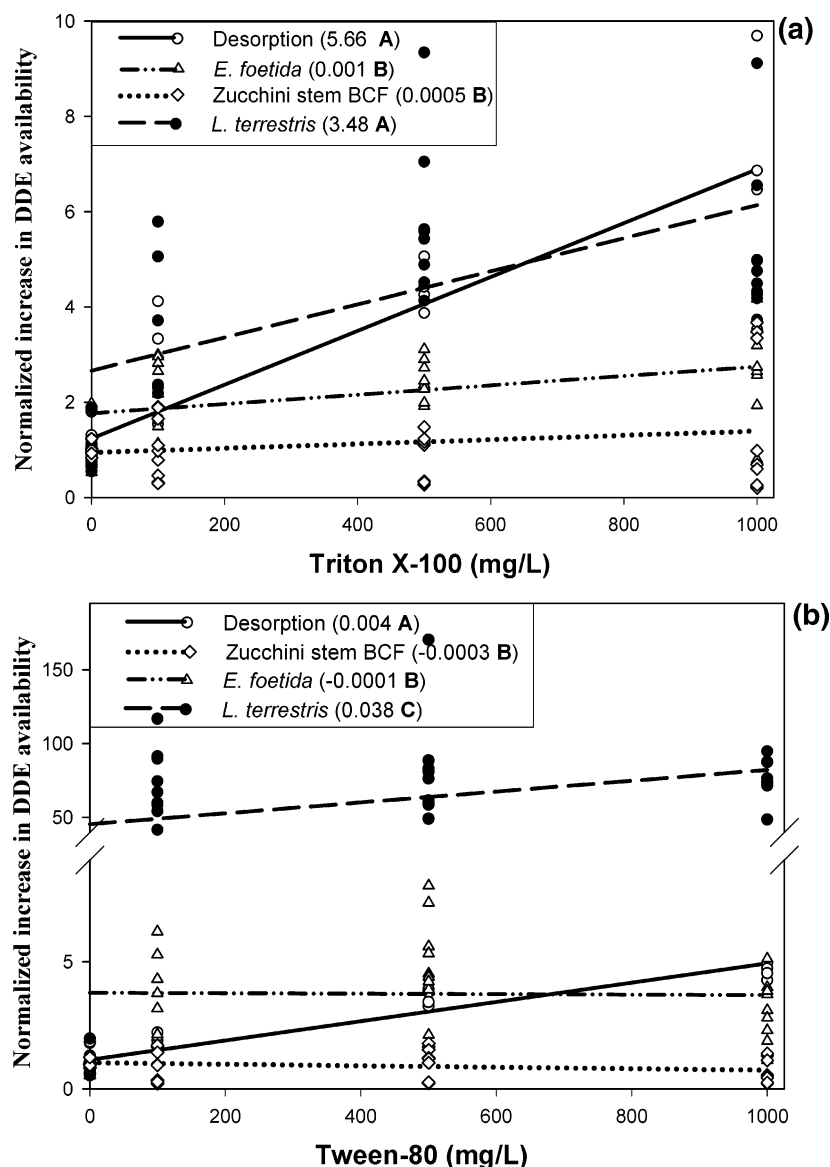 (a)
10
8
6
4
2
0
Normalized increase in DDE availability
Desorption (5.66 A)
E. foetida (0.001 B)
Zucchini stem BCF (0.0005 B)
L. terrestris (3.48 A)
0 200 400 600 800 1000
Triton X-100 (mg/L)
(b)
150
100
50
5
0
Normalized increase in DDE availability
Desorption (0.004 A)
Zucchini stem BCF (-0.0003 B)
E. foetida (-0.0001 B)
L. terrestris (0.038 C)
0 200 400 600 800 1000
Tween-80 (mg/L)